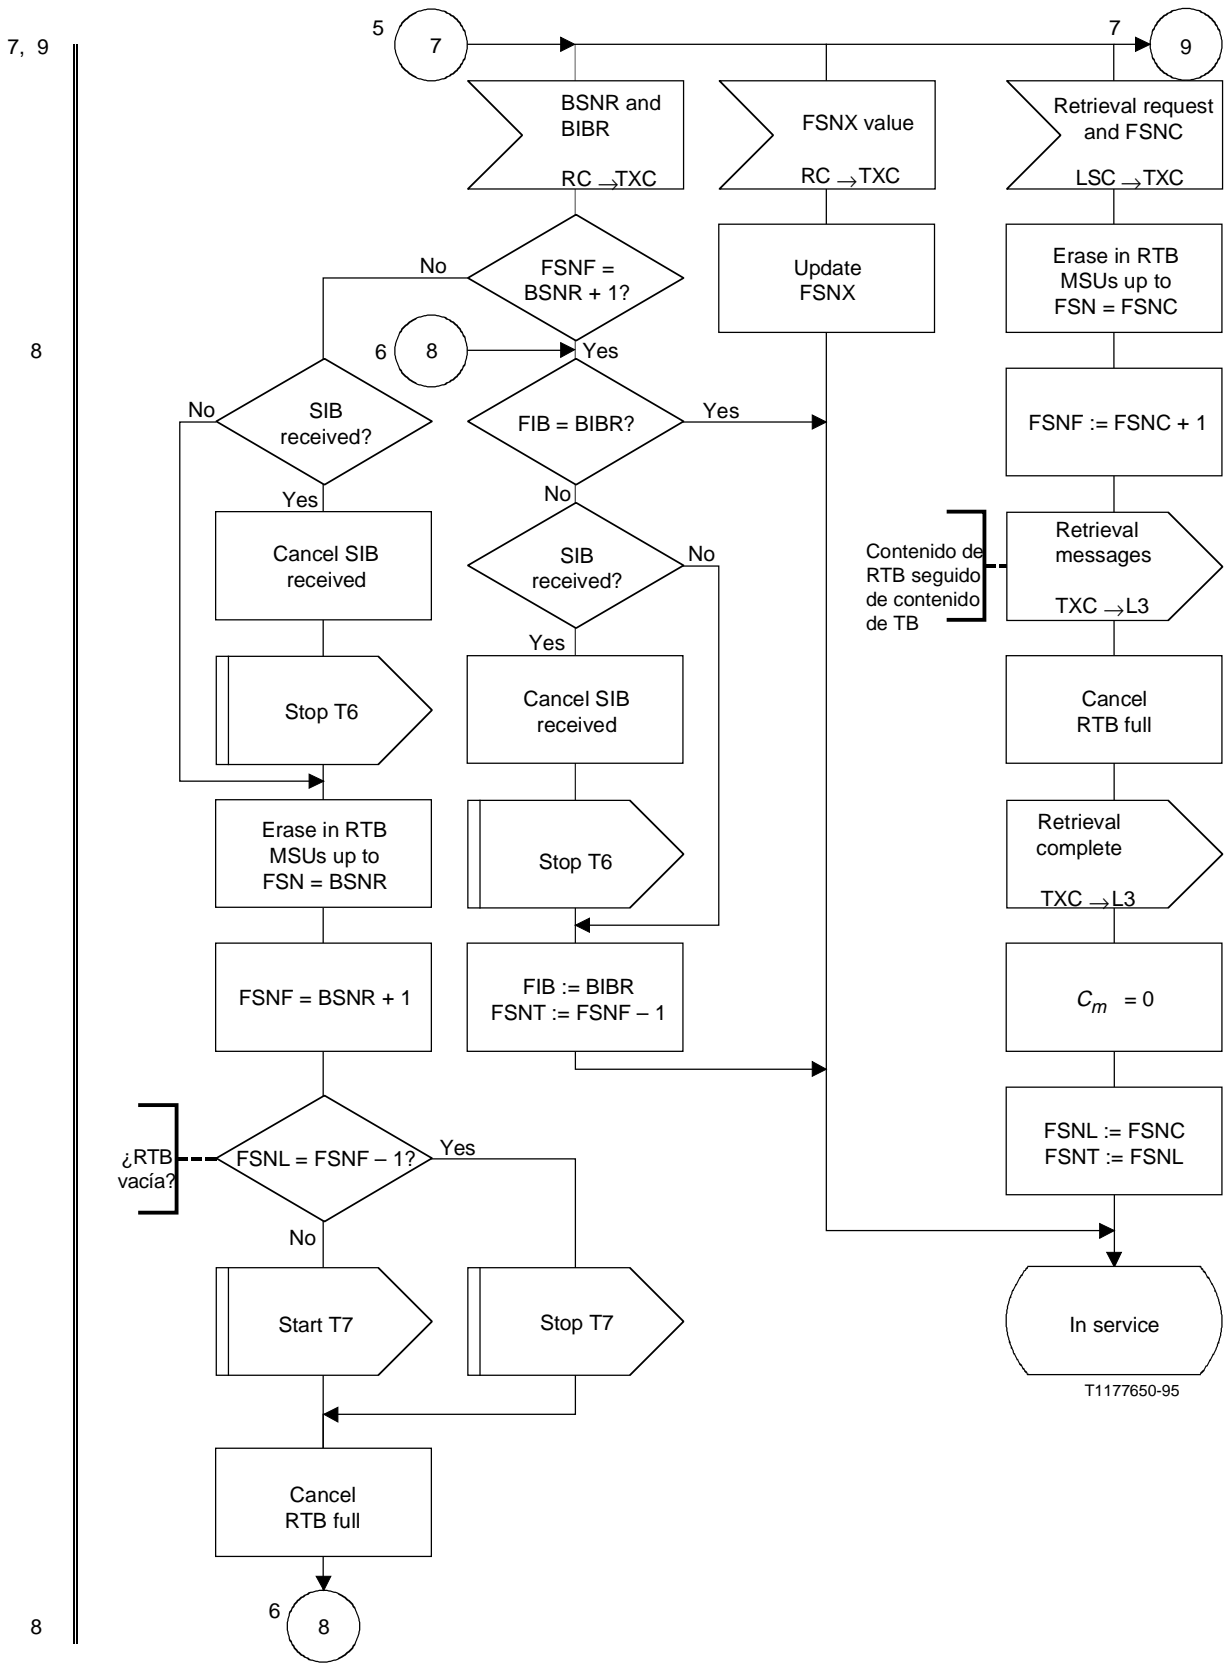 7, 9
5
7
7
9
BSNR and
BIBR
RC →TXC
FSNX value
RC →TXC
Retrieval request
and FSNC
LSC →TXC
No
FSNF =
BSNR + 1?
Update
FSNX
Erase in RTB
MSUs up to
FSN = FSNC
8
6
8
Yes
No
SIB
received?
FIB = BIBR?
Yes
FSNF := FSNC + 1
Yes
No
Cancel SIB
received
SIB
received?
No
Contenido de
RTB seguido
de contenido
de TB
Retrieval
messages
TXC →L3
Yes
Stop T6
Cancel SIB
received
Cancel
RTB full
Erase in RTB
MSUs up to
FSN = BSNR
Stop T6
Retrieval
complete
TXC →L3
FSNF = BSNR + 1
FIB := BIBR
FSNT := FSNF – 1
Cm = 0
¿RTB
vacía?
FSNL = FSNF – 1?
Yes
FSNL := FSNC
FSNT := FSNL
No
Start T7
Stop T7
In service
T1177650-95
Cancel
RTB full
8
6
8